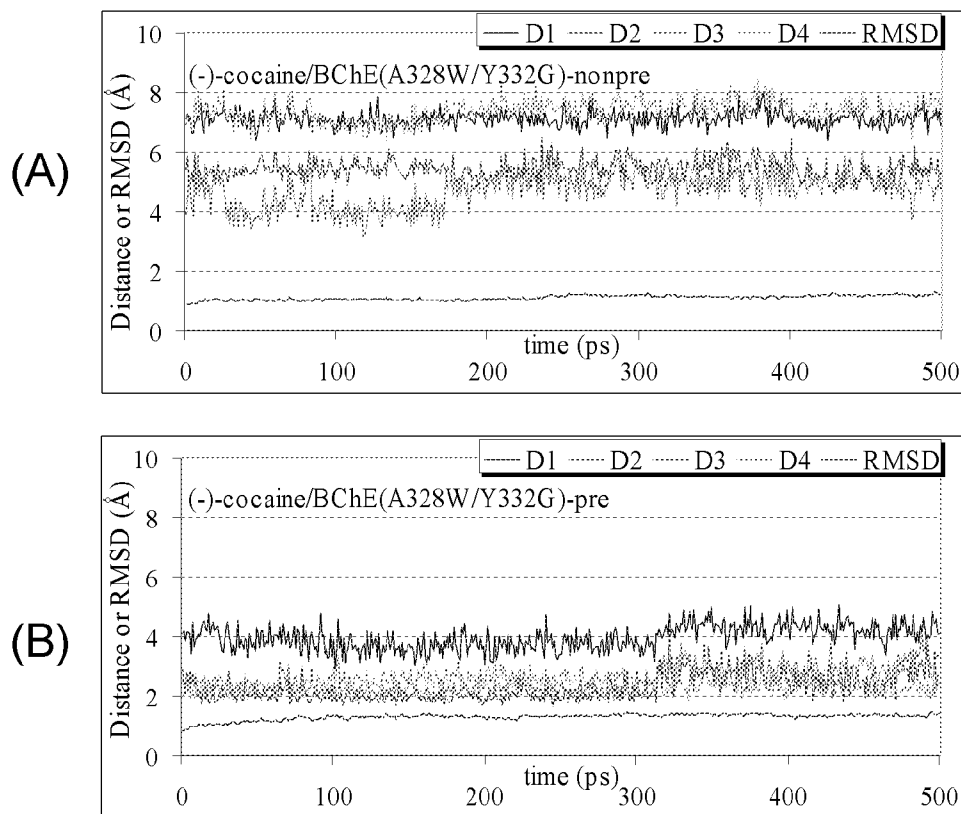 (A)
D1 D2 D3 D4 RMSD
(-)-cocaine/BChE(A328W/Y332G)-nonpre
Distance or RMSD (Å)
10
8
6
4
2
0
0 100 200 300 400 500
time (ps)
(B)
D1 D2 D3 D4 RMSD
(-)-cocaine/BChE(A328W/Y332G)-pre
Distance or RMSD (Å)
10
8
6
4
2
0
0 100 200 300 400 500
time (ps)